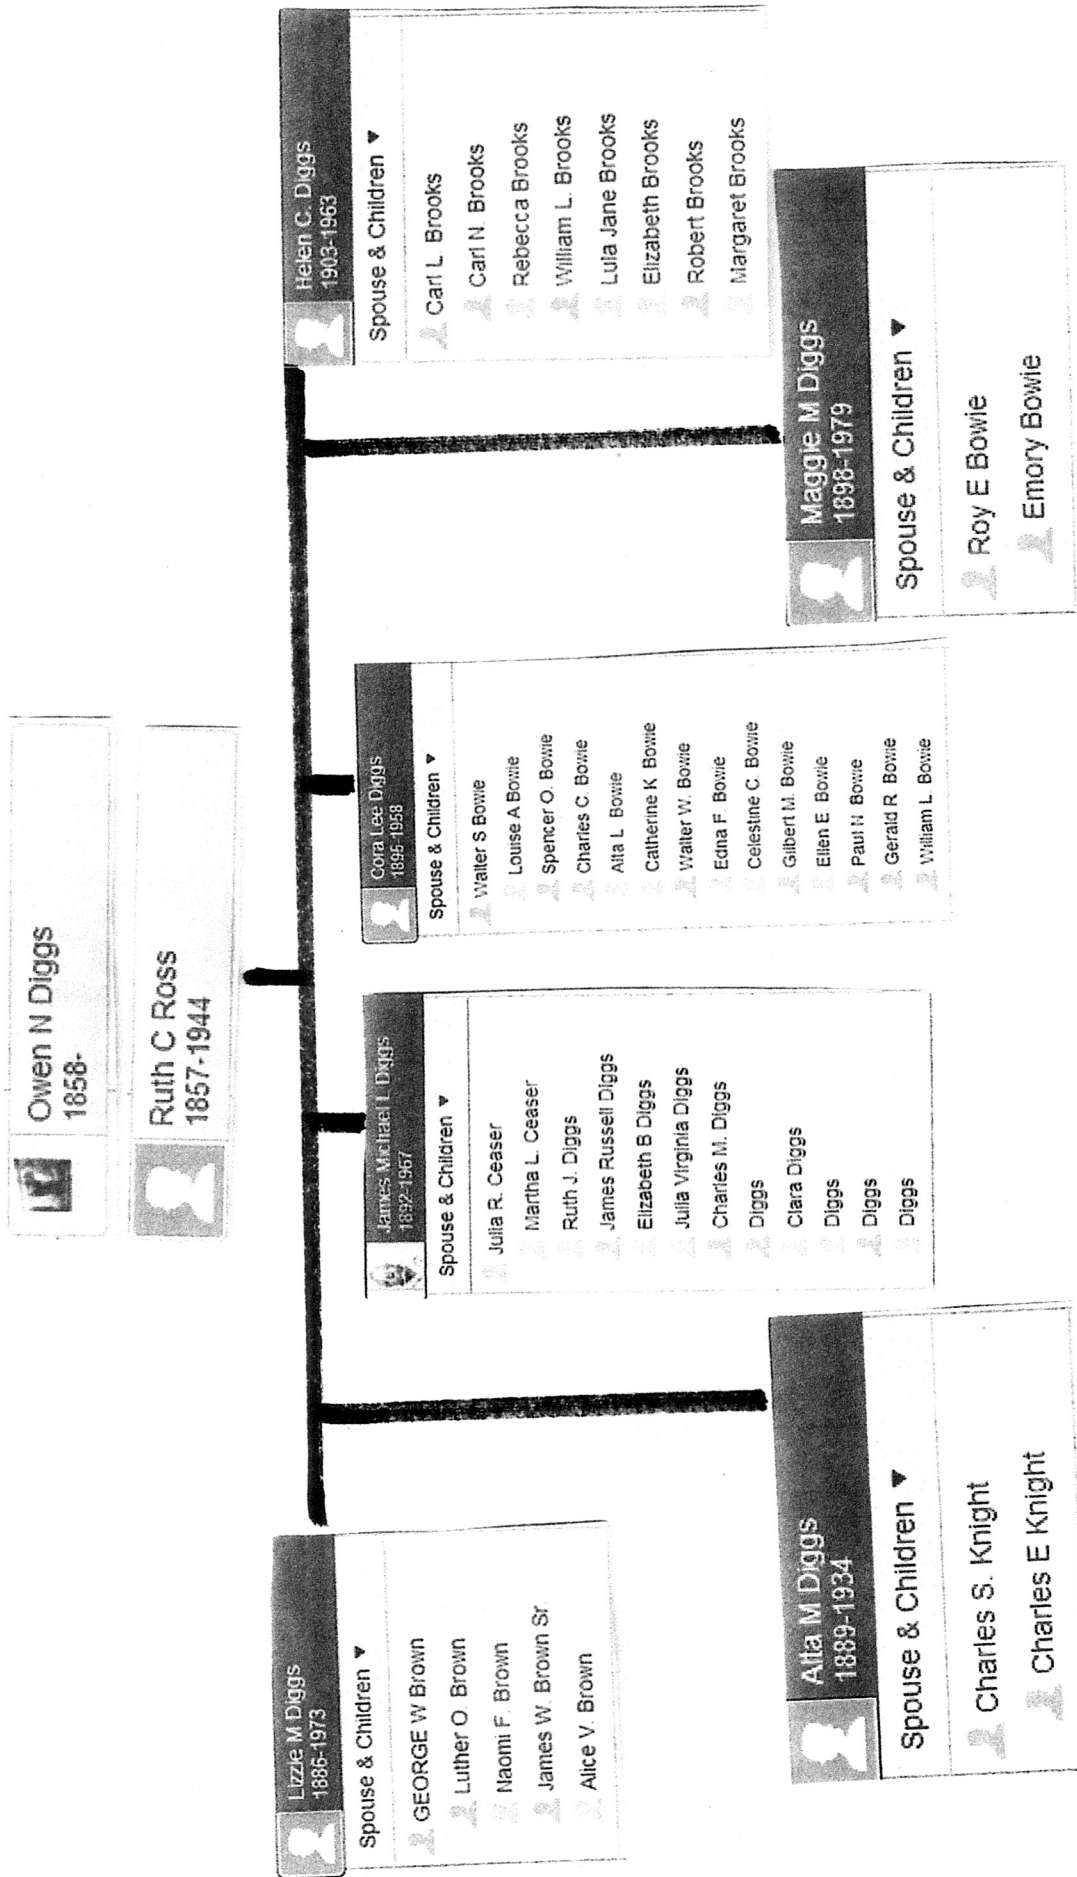 Owen N Diggs
1858-
Ruth C Ross
1857-1944
Lizzie M Diggs
1886-1973
Spouse & Children ▼
GEORGE W Brown
Luther O. Brown
Naomi F. Brown
James W. Brown Sr
Alice V. Brown
Alta M Diggs
1889-1934
Spouse & Children ▼
Charles S. Knight
Charles E Knight
James Michael L Diggs
1892-1967
Spouse & Children ▼
Julia R. Ceaser
Martha L. Ceaser
Ruth J. Diggs
James Russell Diggs
Elizabeth B Diggs
Julia Virginia Diggs
Charles M. Diggs
Diggs
Clara Diggs
Diggs
Diggs
Diggs
Cora Lee Diggs
1895-1958
Spouse & Children ▼
Walter S Bowie
Louise A Bowie
Spencer O. Bowie
Charles C. Bowie
Alta L Bowie
Catherine K Bowie
Walter W. Bowie
Edna F. Bowie
Celestine C. Bowie
Gilbert M. Bowie
Ellen E Bowie
Paul N Bowie
Gerald R Bowie
William L. Bowie
Maggie M Diggs
1898-1979
Spouse & Children ▼
Roy E Bowie
Emory Bowie
Helen C. Diggs
1903-1963
Spouse & Children ▼
Carl L. Brooks
Carl N. Brooks
Rebecca Brooks
William L. Brooks
Lula Jane Brooks
Elizabeth Brooks
Robert Brooks
Margaret Brooks